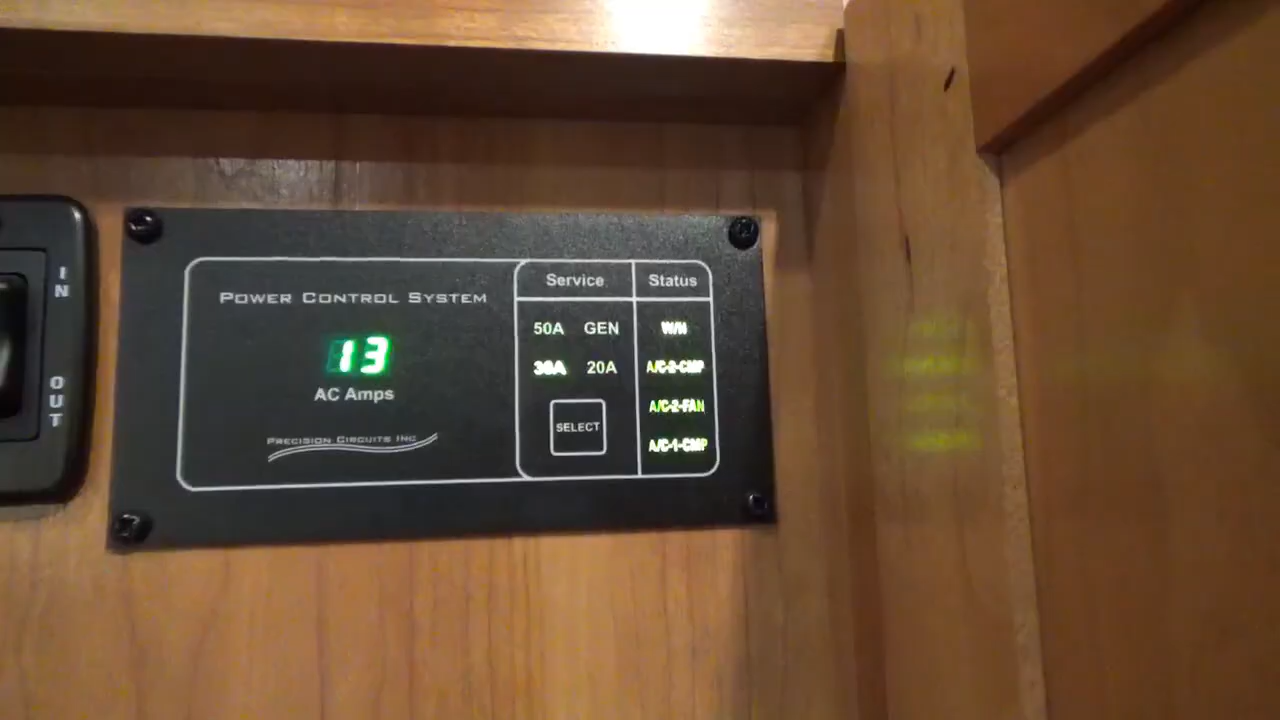 IN
OUT
POWER CONTROL SYSTEM
13
AC Amps
PRECISION CIRCUITS INC
Service
50A GEN
30A 20A
SELECT
Status
W/H
A/C-2-CMP
A/C-2-FAN
A/C-1-CMP